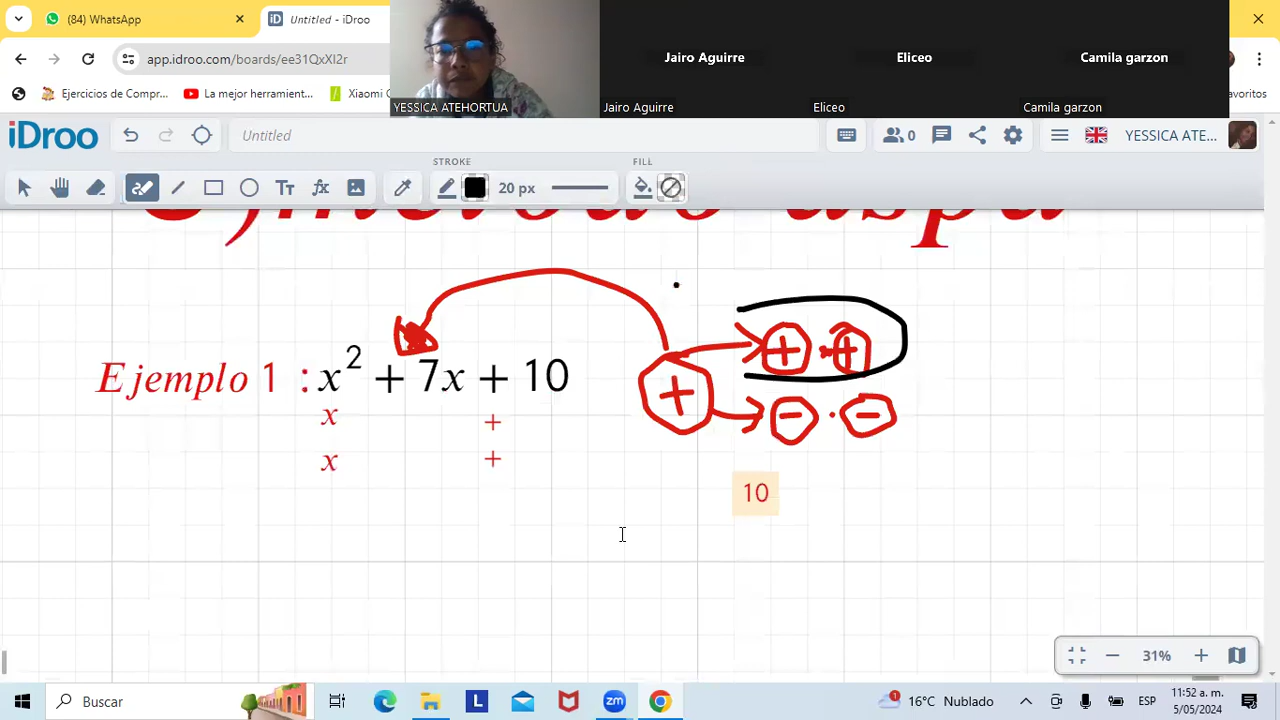 (84) WhatsApp
Untitled - iDroo
app.idroo.com/boards/ee31QxXI2r
Ejercicios de Compr...
La mejor herramienta...
Xiaomi C
avoritos
YESSICA ATEHORTUA
Jairo Aguirre
Jairo Aguirre
Eliceo
Eliceo
Camila garzon
Camila garzon
iDroo
Untitled
0
YESSICA ATE...
STROKE
FILL
20 px
Ejemplo 1 : x² + 7x + 10
x +
x +
+ → + · +
→ − · −
10
31%
Buscar
16°C Nublado
ESP
11:52 a. m.
5/05/2024